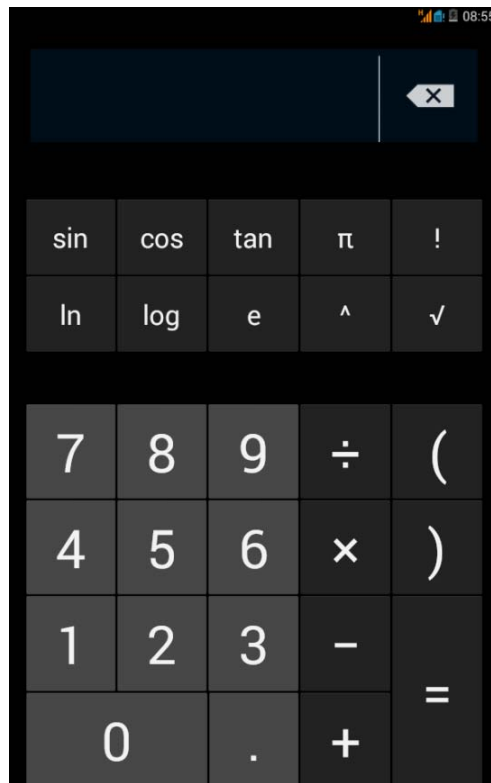 H 08:55
sin cos tan π !
ln log e ^ √
7 8 9 ÷ (
4 5 6 × )
1 2 3 −
=
0 . +